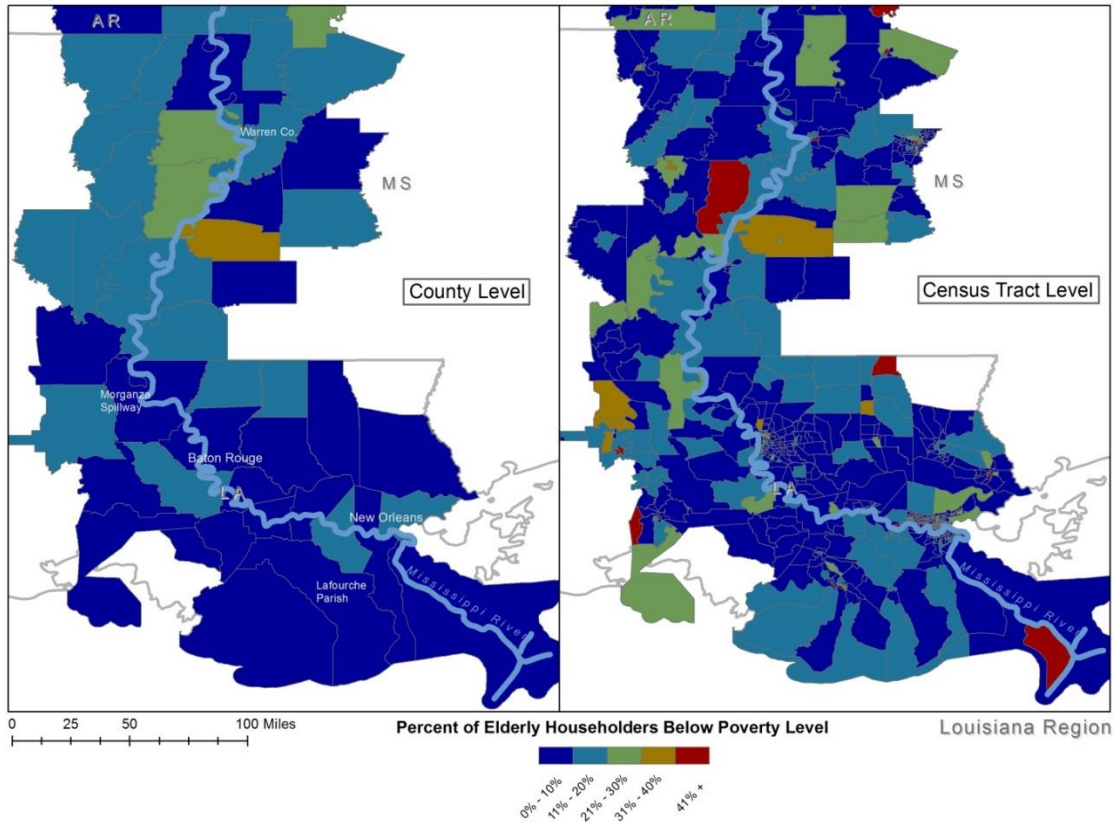 AR
Warren Co.
MS
County Level
Morganza
Spillway
Baton Rouge
LA
New Orleans
Lafourche
Parish
Mississippi River
AR
MS
Census Tract Level
LA
Mississippi River
0 25 50 100 Miles
Percent of Elderly Householders Below Poverty Level
Louisiana Region
0% - 10%
11% - 20%
21% - 30%
31% - 40%
41% +